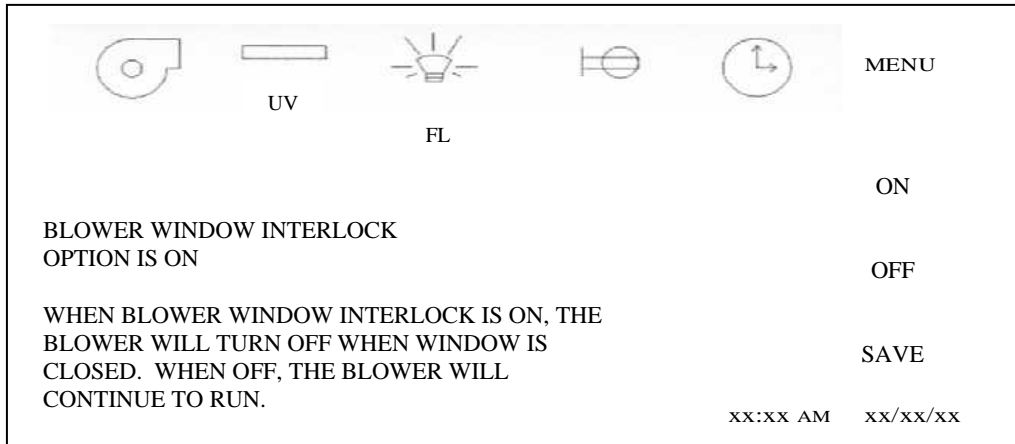 MENU
UV
FL
ON
BLOWER WINDOW INTERLOCK
OPTION IS ON
OFF
WHEN BLOWER WINDOW INTERLOCK IS ON, THE
BLOWER WILL TURN OFF WHEN WINDOW IS
CLOSED.  WHEN OFF, THE BLOWER WILL
CONTINUE TO RUN.
SAVE
xx:xx AM xx/xx/xx